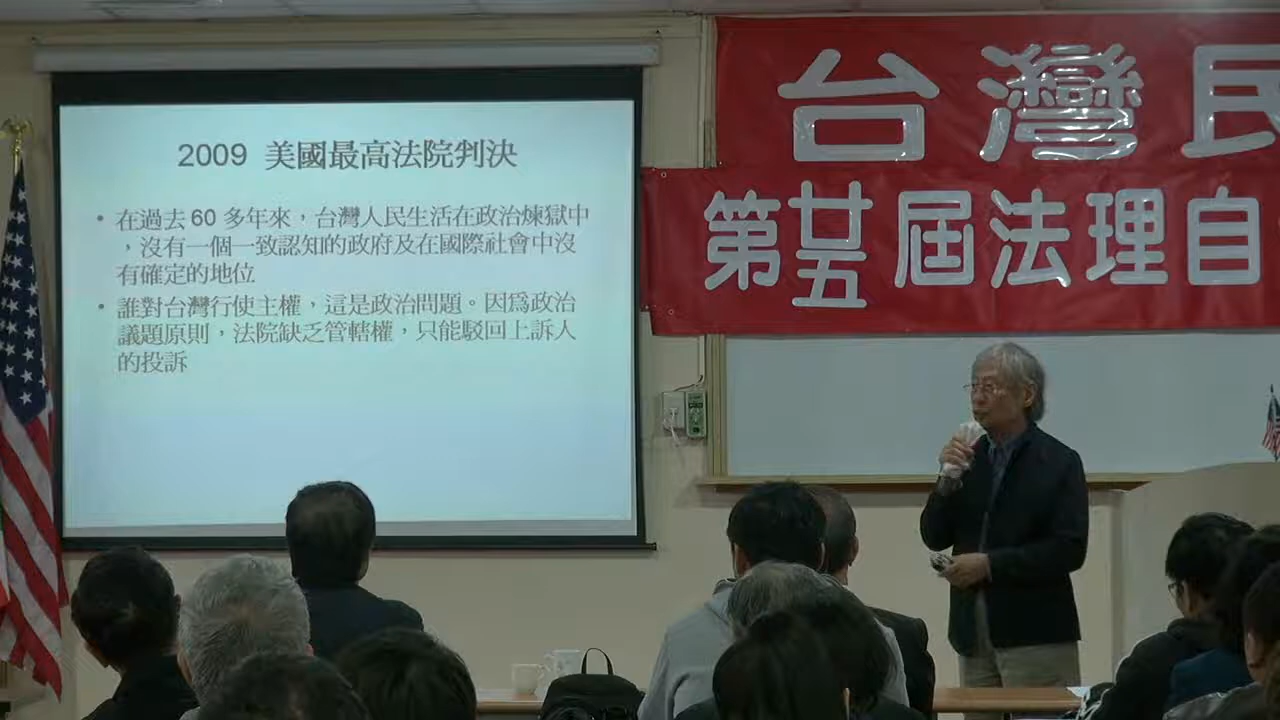 2009 美國最高法院判決
• 在過去 60 多年來，台灣人民生活在政治煉獄中
，沒有一個一致認知的政府及在國際社會中沒
有確定的地位
• 誰對台灣行使主權，這是政治問題。因為政治
議題原則，法院缺乏管轄權，只能駁回上訴人
的投訴
台灣民
第廿五屆法理自